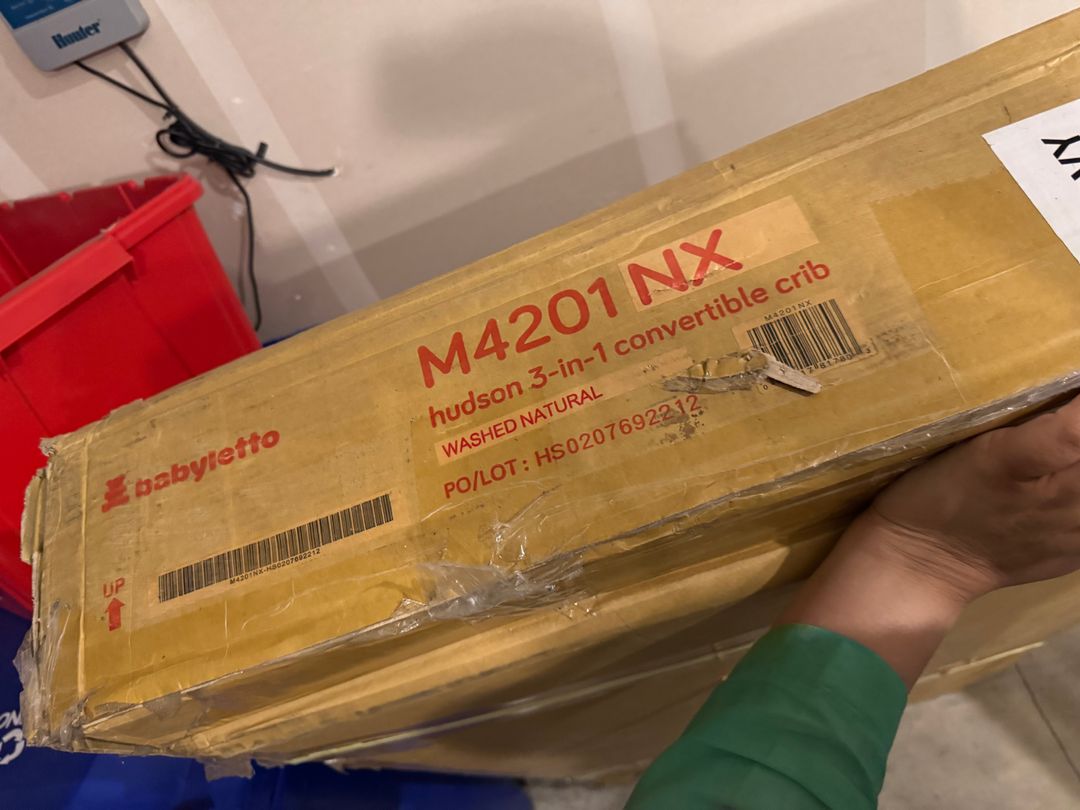 Hunter
M4201 NX
hudson 3-in-1 convertible crib
M4201NX
WASHED NATURAL
PO/LOT : HS0207692212
babyletto
M4201NX-HS0207692212
UP